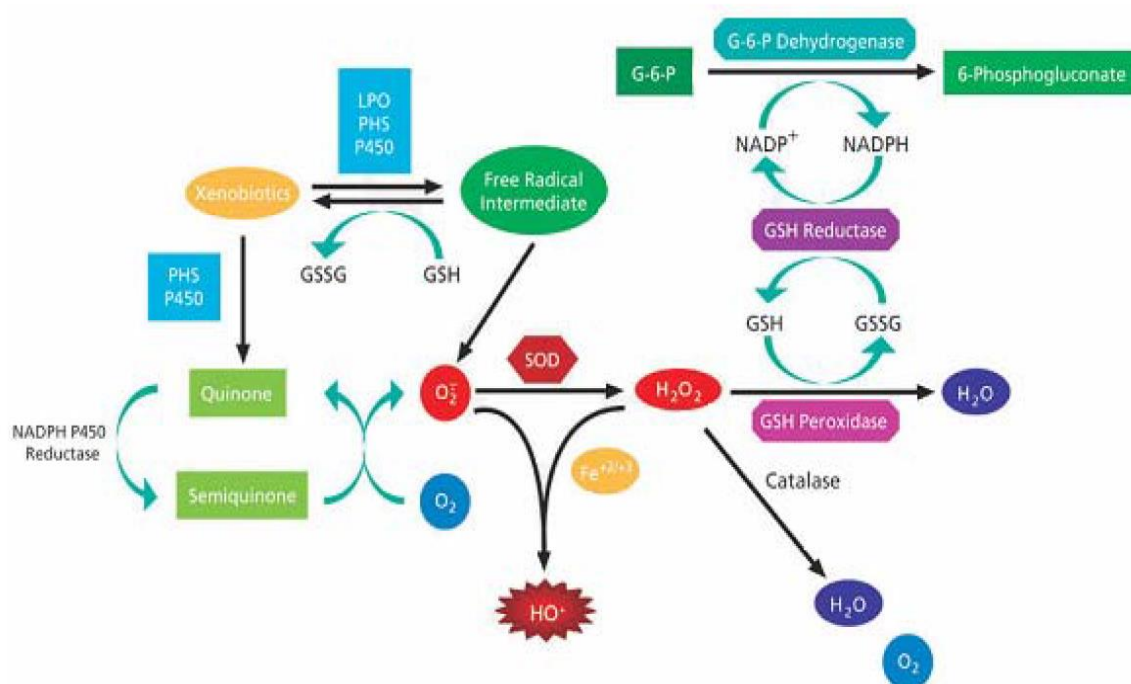 G-6-P Dehydrogenase
G-6-P
6-Phosphogluconate
LPO
PHS
P450
NADP⁺
NADPH
Xenobiotics
Free Radical
Intermediate
GSH Reductase
GSSG
GSH
PHS
P450
GSH
GSSG
SOD
Quinone
O₂⁻
H₂O₂
H₂O
GSH Peroxidase
NADPH P450
Reductase
Fe⁺²/⁺³
Catalase
Semiquinone
O₂
HO
H₂O
O₂